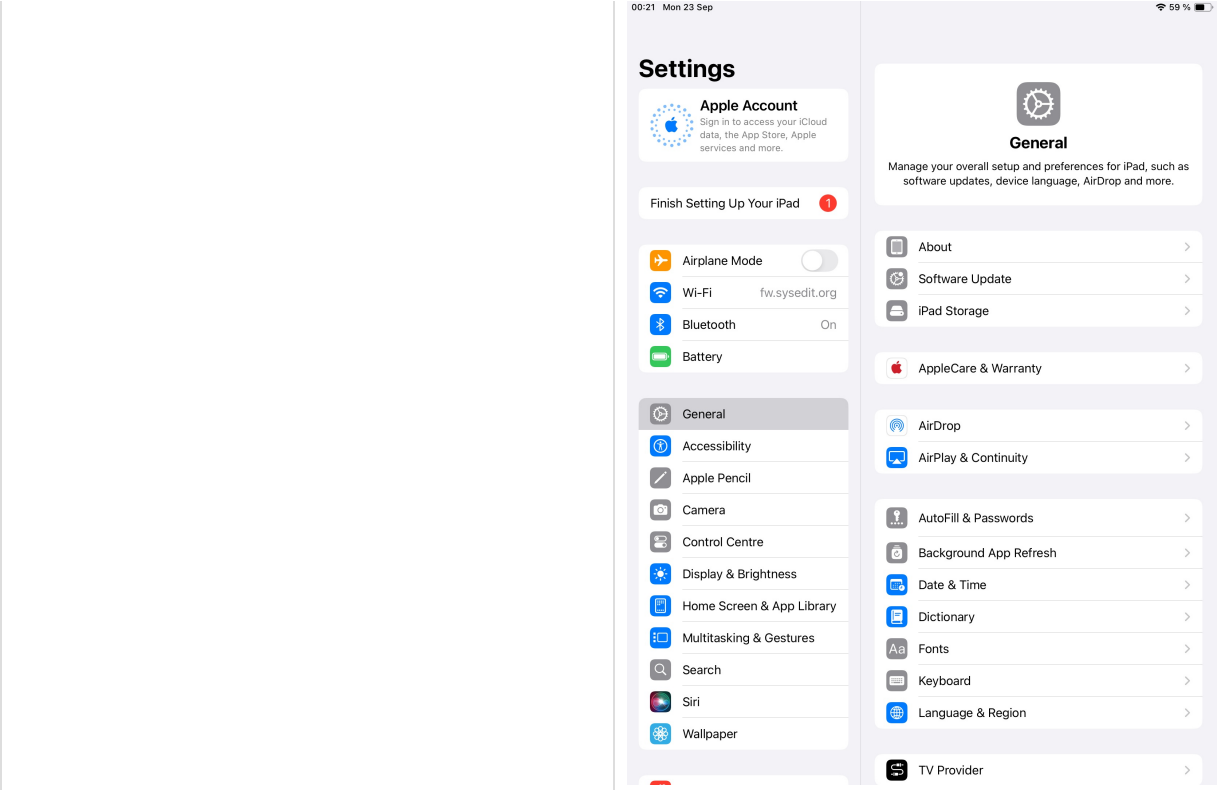 00:21 Mon 23 Sep
59 %
Settings
Apple Account
Sign in to access your iCloud
data, the App Store, Apple
services and more.
Finish Setting Up Your iPad 1
Airplane Mode
Wi-Fi fw.sysedit.org
Bluetooth On
Battery
General
Accessibility
Apple Pencil
Camera
Control Centre
Display & Brightness
Home Screen & App Library
Multitasking & Gestures
Search
Siri
Wallpaper
General
Manage your overall setup and preferences for iPad, such as
software updates, device language, AirDrop and more.
About
Software Update
iPad Storage
AppleCare & Warranty
AirDrop
AirPlay & Continuity
AutoFill & Passwords
Background App Refresh
Date & Time
Dictionary
Aa Fonts
Keyboard
Language & Region
TV Provider